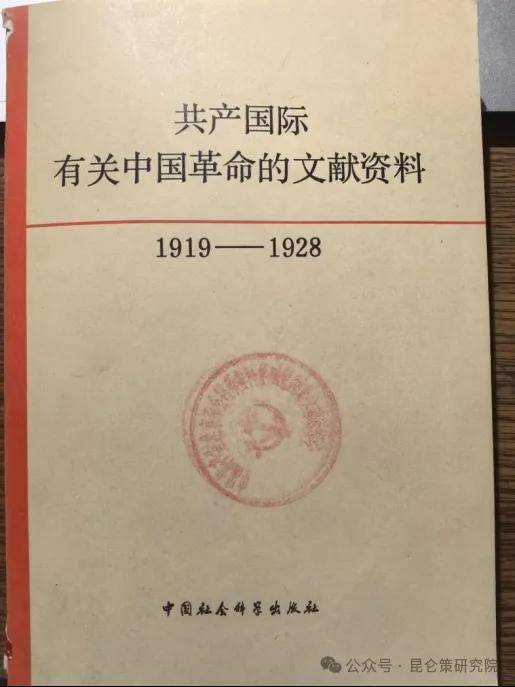 共产国际
有关中国革命的文献资料
1919——1928
中国社会科学出版社
公众号·昆仑策研究院